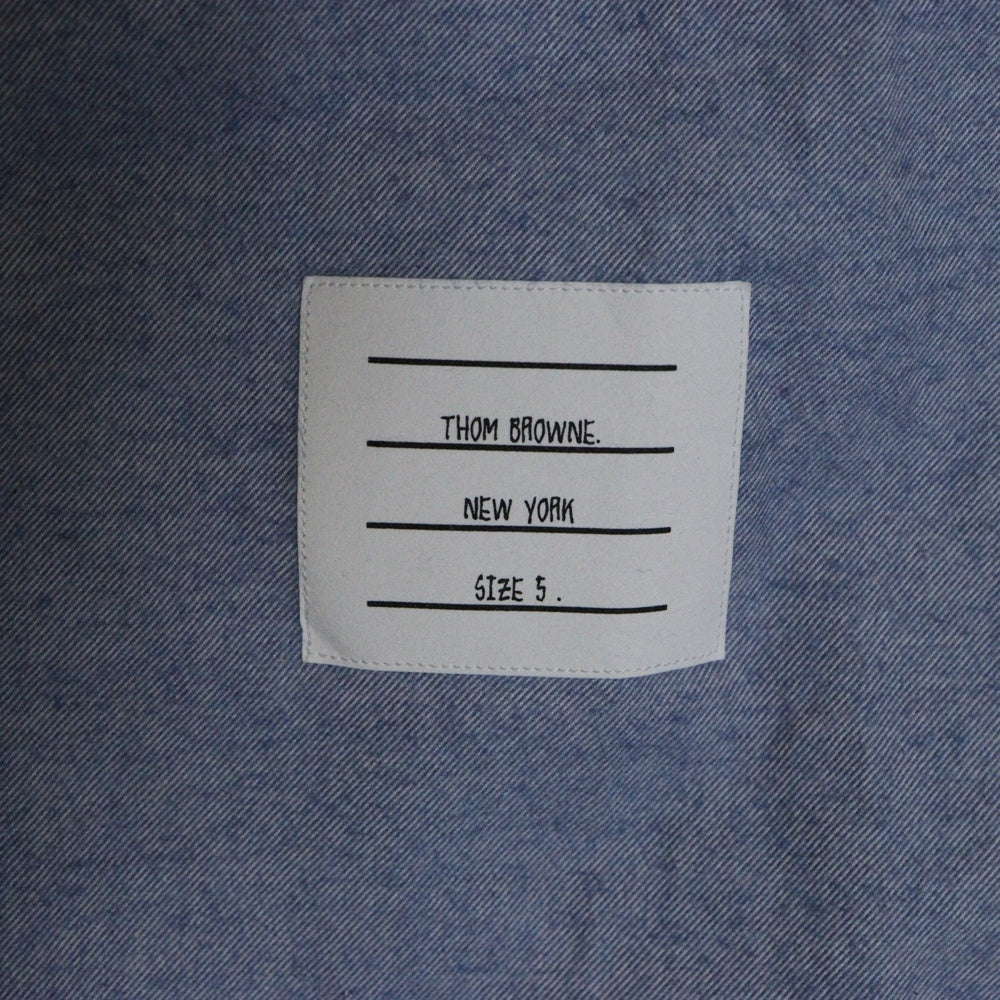 THOM BROWNE.
NEW YORK
SIZE 5 .